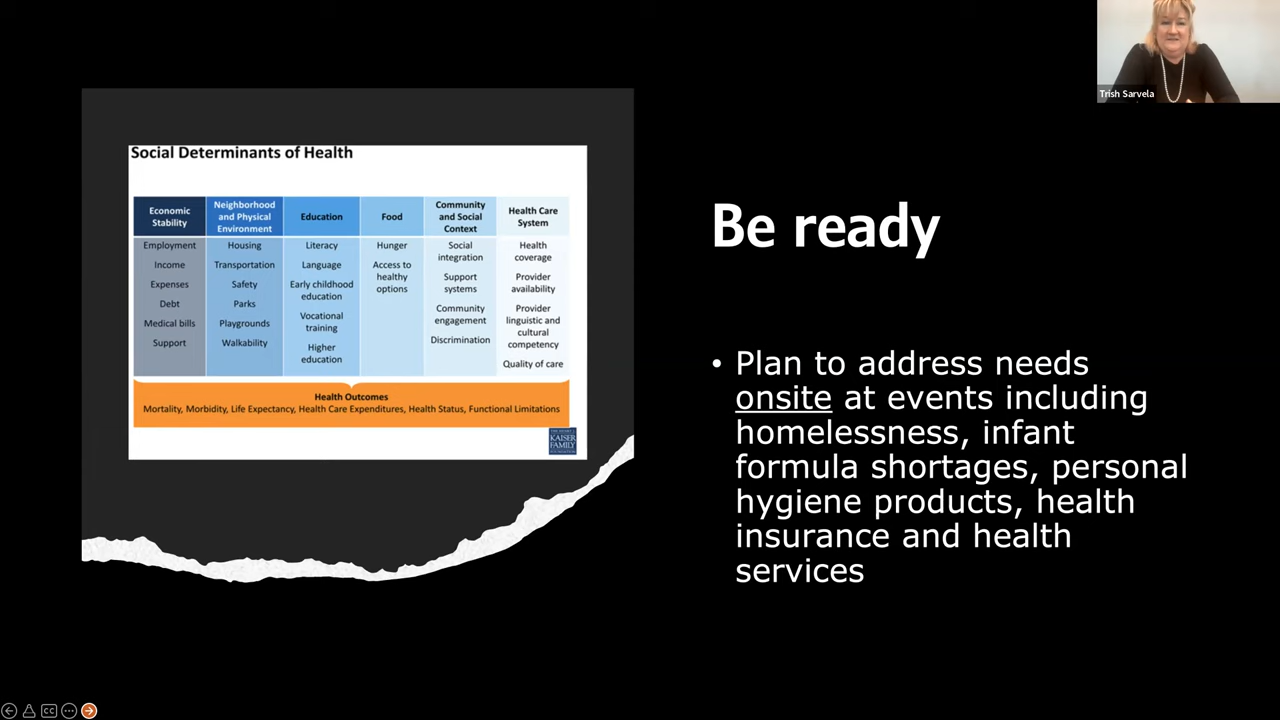 Trish Sarvela
Social Determinants of Health
Economic
Stability
Employment
Income
Expenses
Debt
Medical bills
Support
Neighborhood
and Physical
Environment
Housing
Transportation
Safety
Parks
Playgrounds
Walkability
Education
Literacy
Language
Early childhood
education
Vocational
training
Higher
education
Food
Hunger
Access to
healthy
options
Community
and Social
Context
Social
integration
Support
systems
Community
engagement
Discrimination
Health Care
System
Health
coverage
Provider
availability
Provider
linguistic and
cultural
competency
Quality of care
Health Outcomes
Mortality, Morbidity, Life Expectancy, Health Care Expenditures, Health Status, Functional Limitations
KAISER
FAMILY
Be ready
• Plan to address needs
onsite at events including
homelessness, infant
formula shortages, personal
hygiene products, health
insurance and health
services
CC